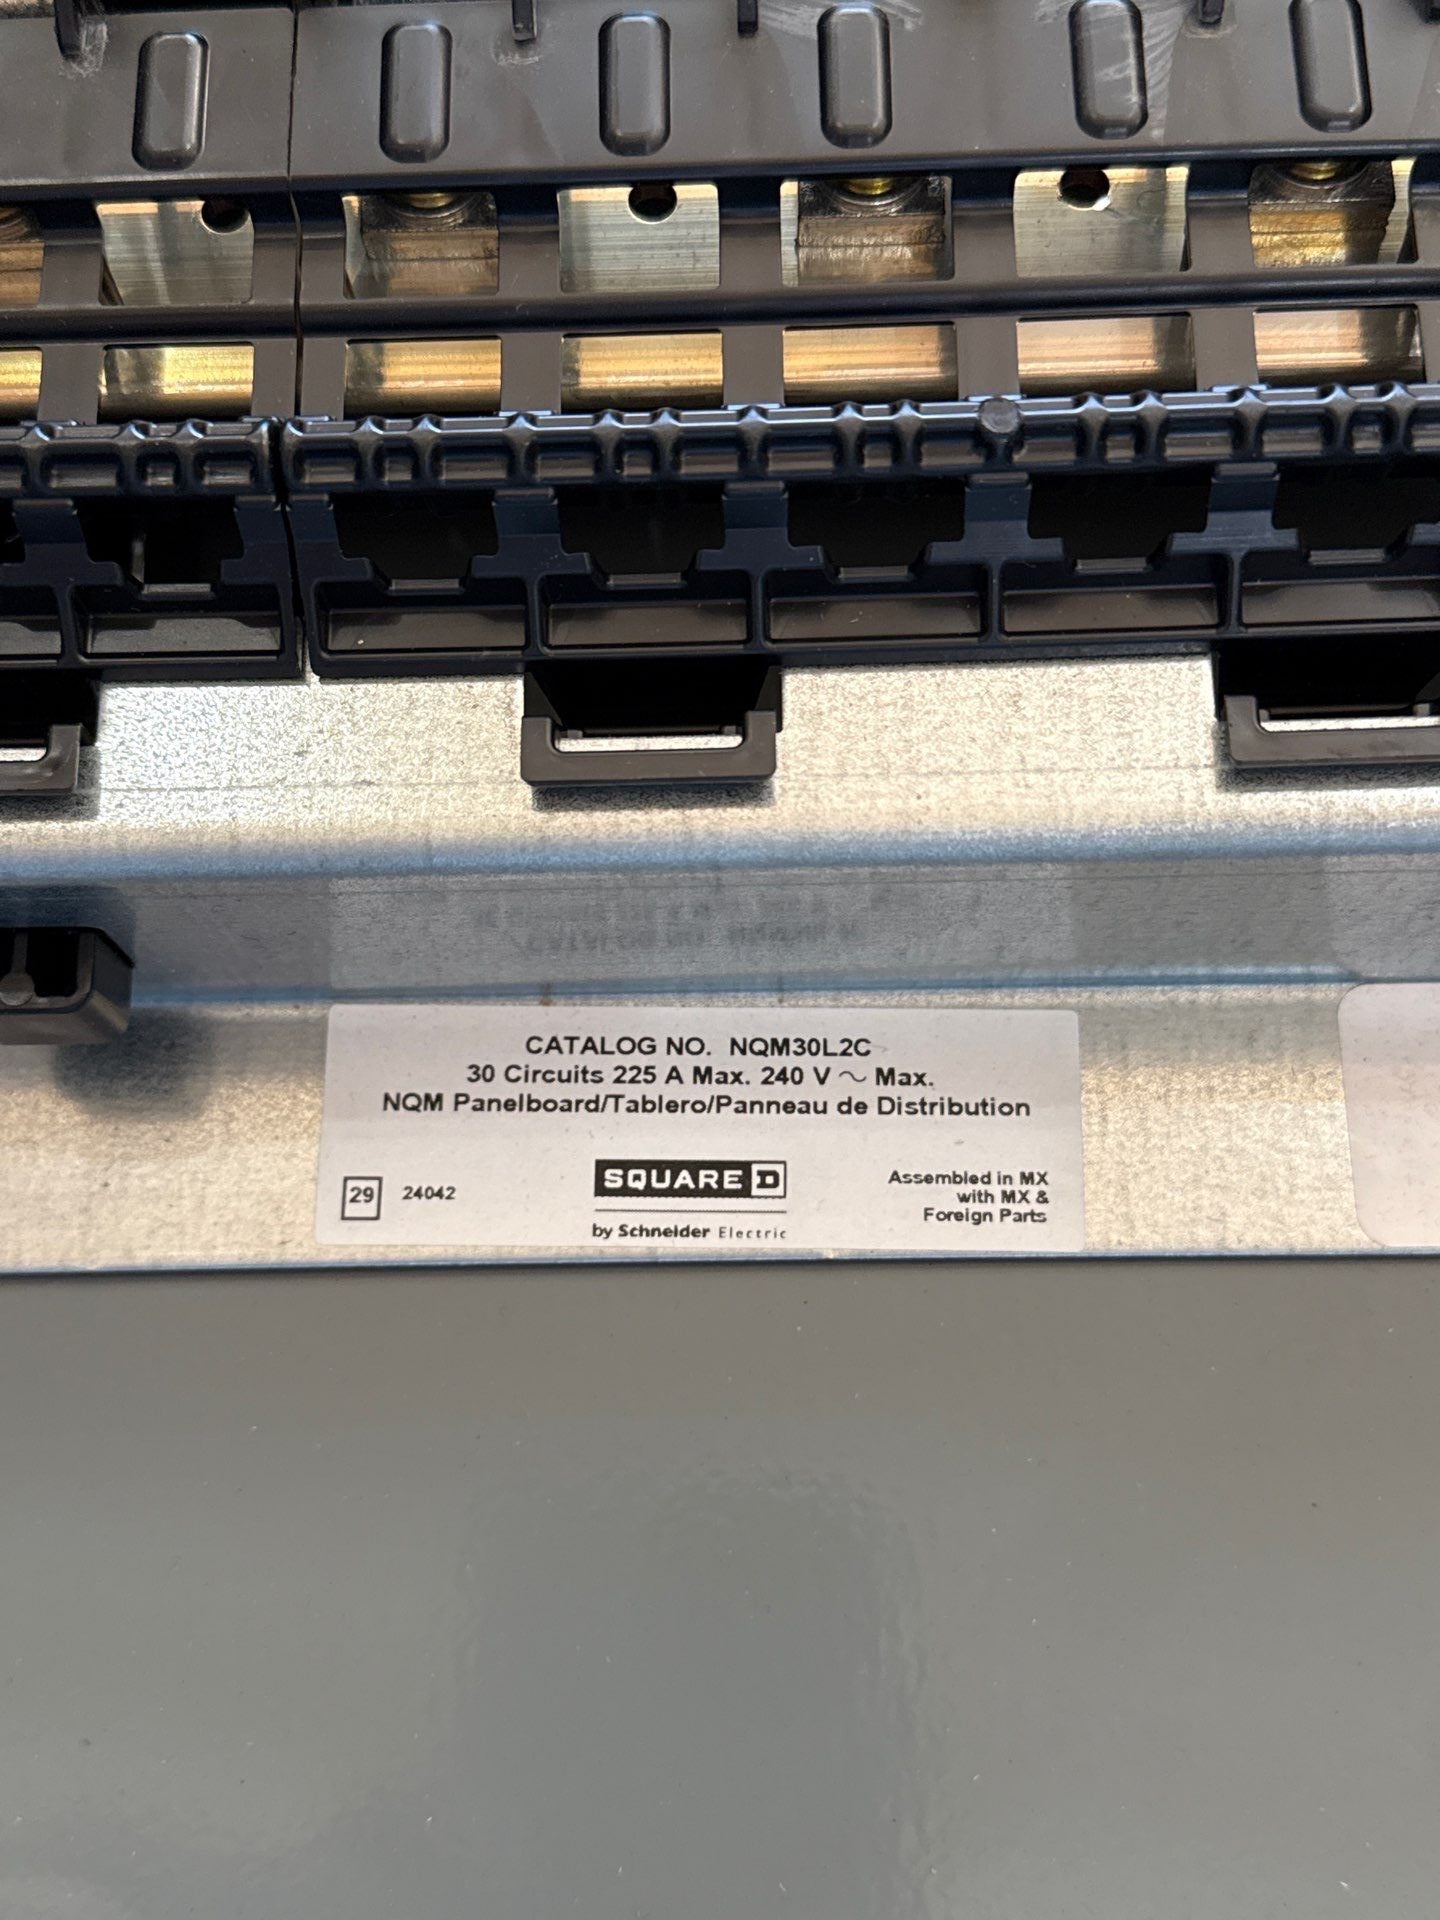 CATALOG NO. NQM30L2C
30 Circuits 225 A Max. 240 V ~ Max.
NQM Panelboard/Tablero/Panneau de Distribution
29 24042
SQUARE D
by Schneider Electric
Assembled in MX
with MX &
Foreign Parts